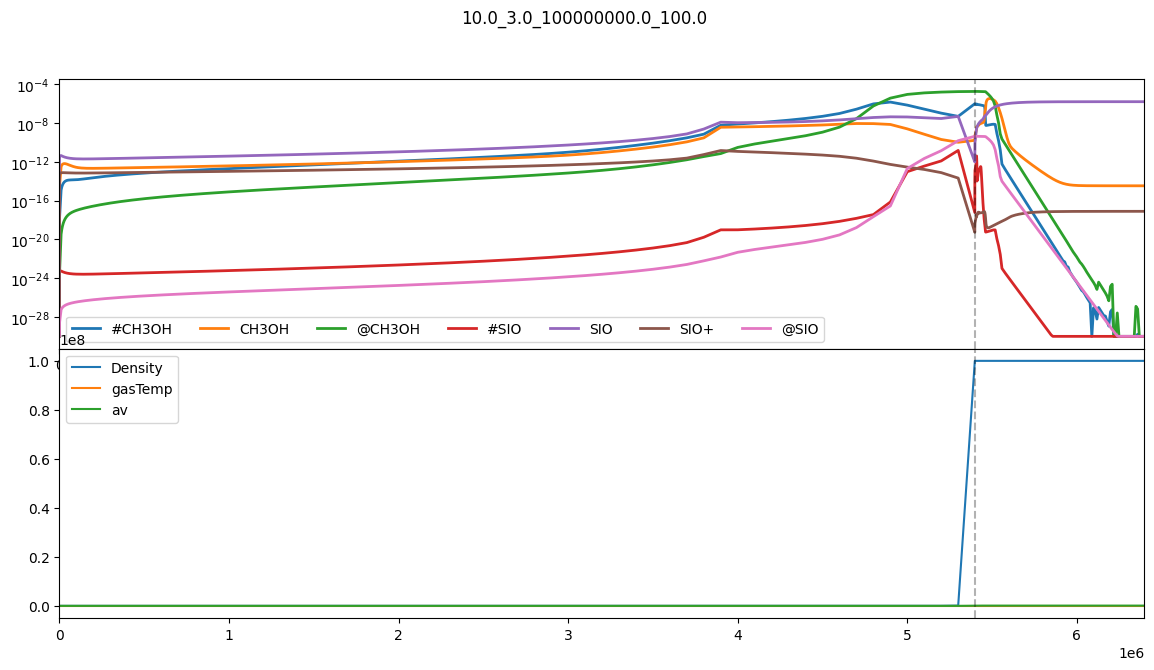 10.0_3.0_100000000.0_100.0
10⁻⁴
10⁻⁸
10⁻¹²
10⁻¹⁶
10⁻²⁰
10⁻²⁴
10⁻²⁸
#CH3OH CH3OH @CH3OH #SIO SIO SIO+ @SIO
1e8
1.0
0.8
0.6
0.4
0.2
0.0
Density
gasTemp
av
0 1 2 3 4 5 6
1e6